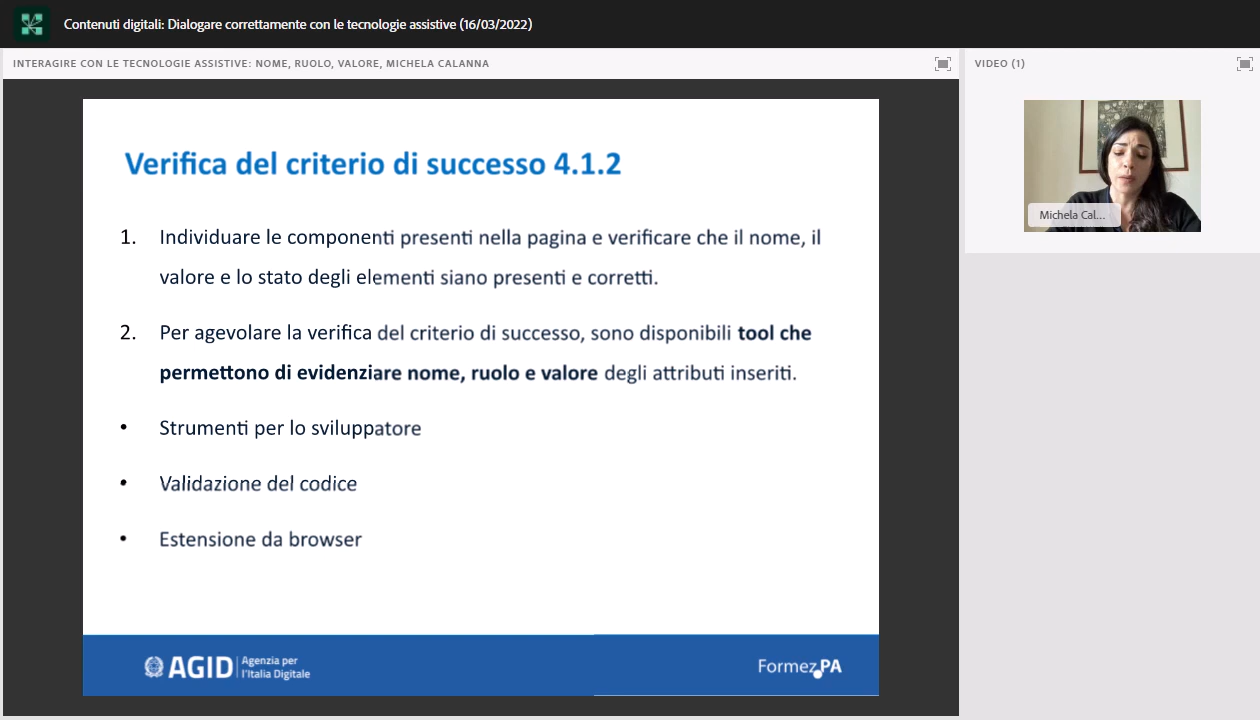 Contenuti digitali: Dialogare correttamente con le tecnologie assistive (16/03/2022)
INTERAGIRE CON LE TECNOLOGIE ASSISTIVE: NOME, RUOLO, VALORE, MICHELA CALANNA
VIDEO (1)
Verifica del criterio di successo 4.1.2
1. Individuare le componenti presenti nella pagina e verificare che il nome, il
valore e lo stato degli elementi siano presenti e corretti.
2. Per agevolare la verifica del criterio di successo, sono disponibili tool che
permettono di evidenziare nome, ruolo e valore degli attributi inseriti.
• Strumenti per lo sviluppatore
• Validazione del codice
• Estensione da browser
Michela Cal...
AGID Agenzia per
l'Italia Digitale
FormezPA